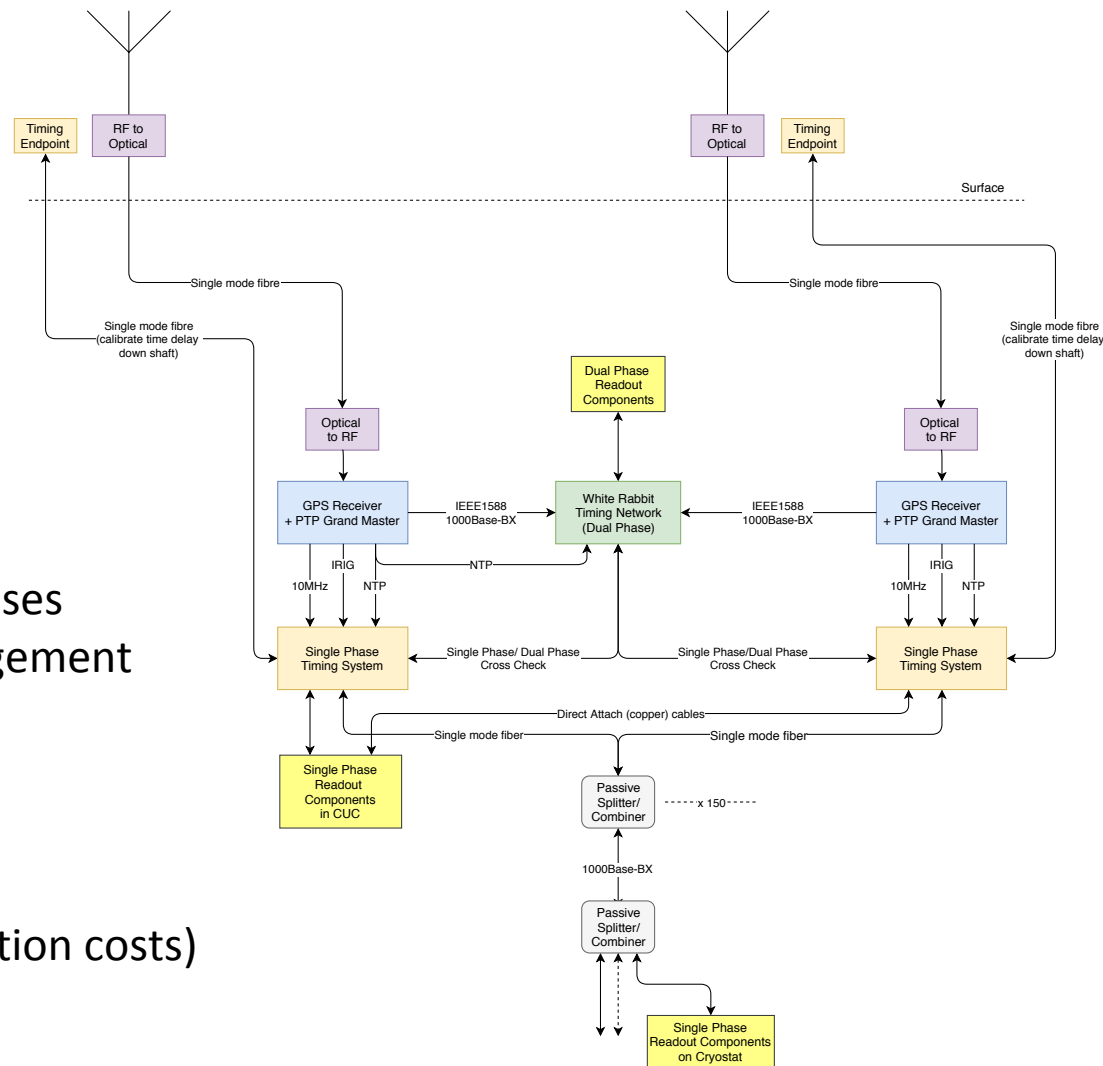 Timing
Endpoint
RF to
Optical
RF to
Optical
Timing
Endpoint
Surface
Single mode fibre
Single mode fibre
Single mode fibre
(calibrate time delay
down shaft)
Single mode fibre
(calibrate time delay
down shaft)
Dual Phase
Readout
Components
Optical
to RF
Optical
to RF
GPS Receiver
+ PTP Grand Master
IEEE1588
1000Base-BX
White Rabbit
Timing Network
(Dual Phase)
IEEE1588
1000Base-BX
GPS Receiver
+ PTP Grand Master
10MHz
IRIG
NTP
NTP
10MHz
IRIG
NTP
ses
gement
Single Phase
Timing System
Single Phase/ Dual Phase
Cross Check
Single Phase/Dual Phase
Cross Check
Single Phase
Timing System
Direct Attach (copper) cables
Single mode fiber
Single mode fiber
Single Phase
Readout
Components
in CUC
Passive
Splitter/
Combiner
x 150
1000Base-BX
Passive
Splitter/
Combiner
tion costs)
Single Phase
Readout Components
on Cryostat